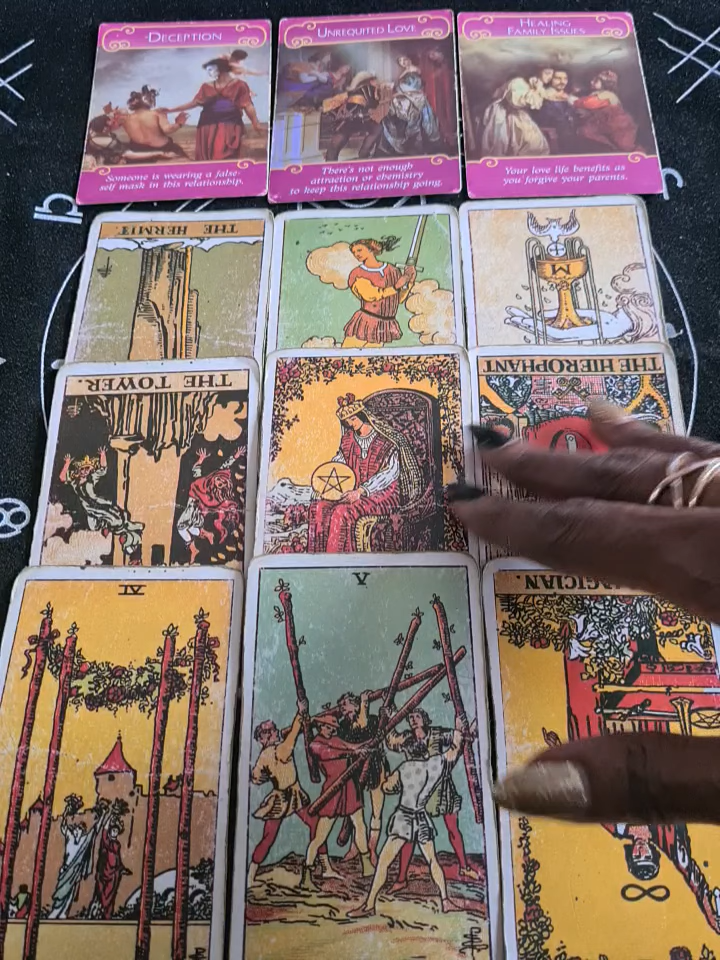 DECEPTION
Someone is wearing a false-
self mask in this relationship.
UNREQUITED LOVE
There's not enough
attraction or chemistry
to keep this relationship going.
HEALING
FAMILY ISSUES
Your love life benefits as
you forgive your parents.
THE HERMIT
M
THE TOWER.
THE HIEROPHANT
IV
V
MAGICIAN.